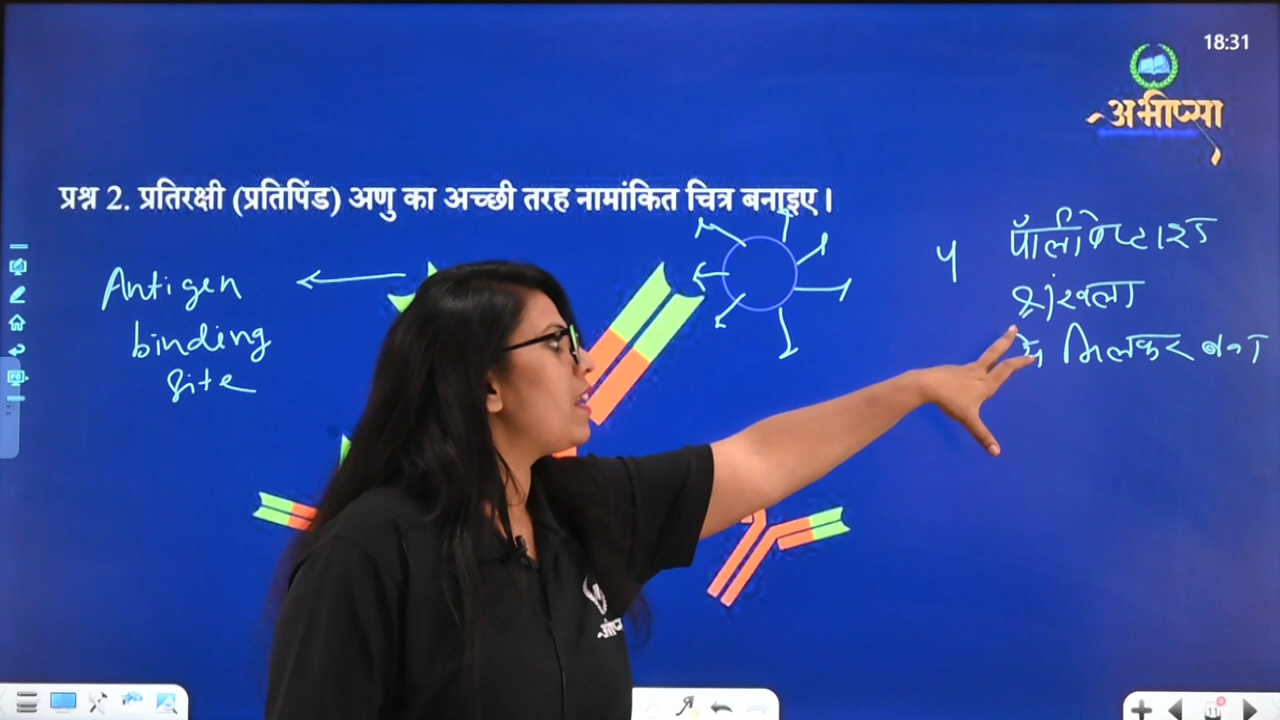 18:31
अभीप्सा
प्रश्न 2. प्रतिरक्षी (प्रतिपिंड) अणु का अच्छी तरह नामांकित चित्र बनाइए।
Antigen
binding
site
4 पॉलीपेप्टाइड
श्रृंखला
से मिलकर बना